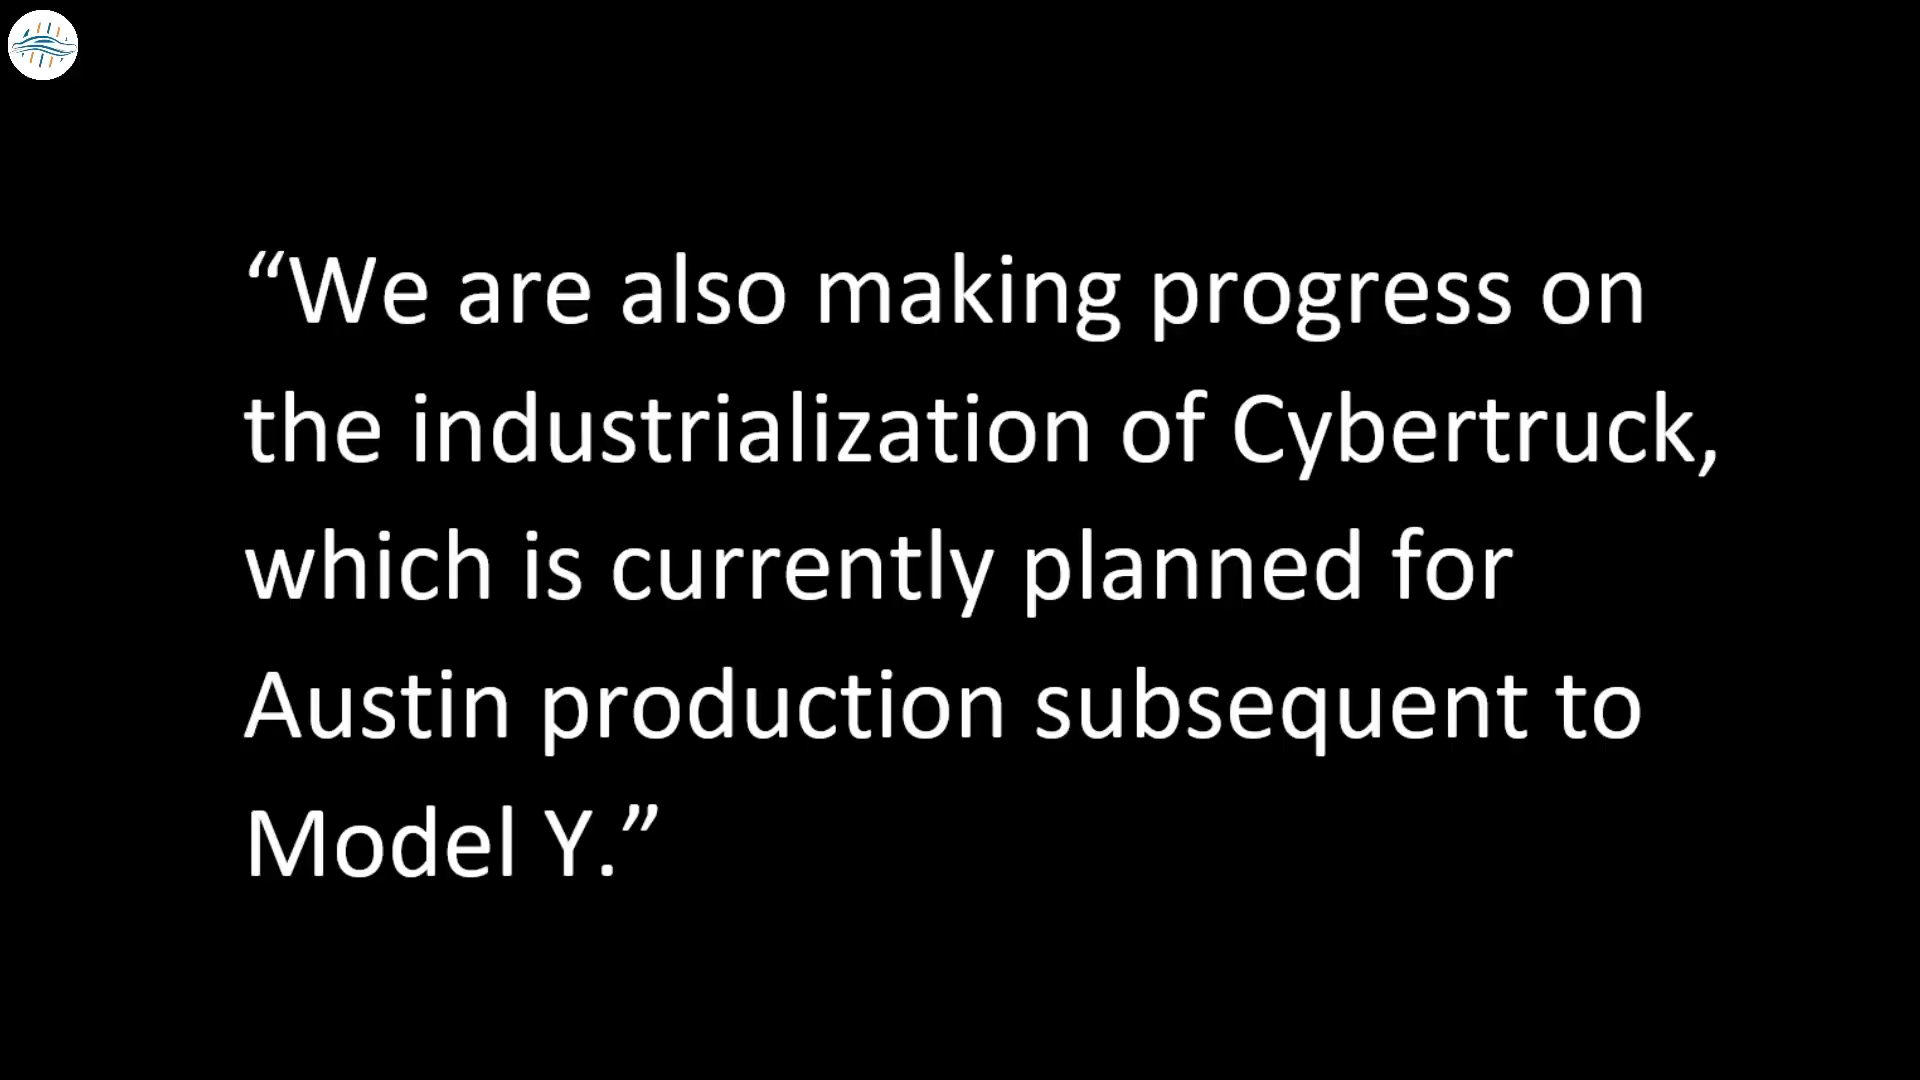 “We are also making progress on
the industrialization of Cybertruck,
which is currently planned for
Austin production subsequent to
Model Y.”